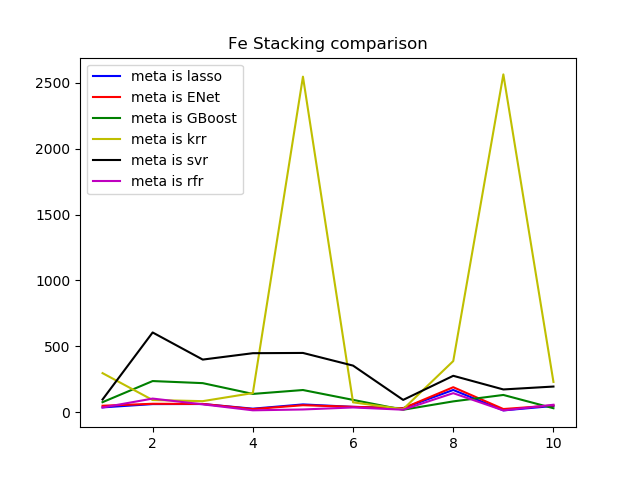 Fe Stacking comparison
meta is lasso
meta is ENet
meta is GBoost
meta is krr
meta is svr
meta is rfr
2500
2000
1500
1000
500
0
2 4 6 8 10